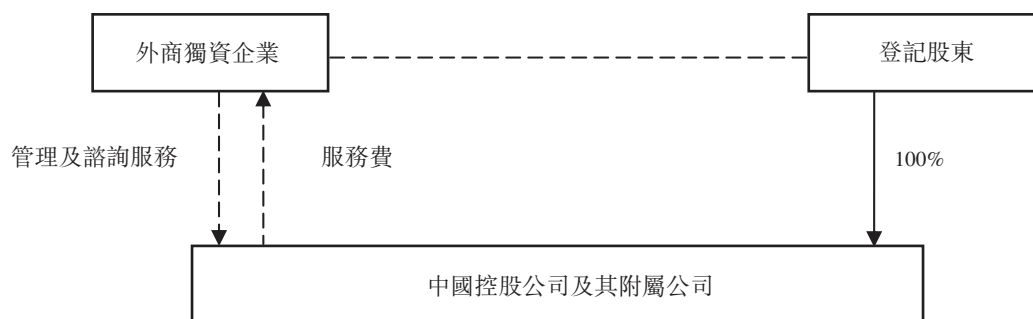 外商獨資企業
登記股東
管理及諮詢服務
服務費
100%
中國控股公司及其附屬公司